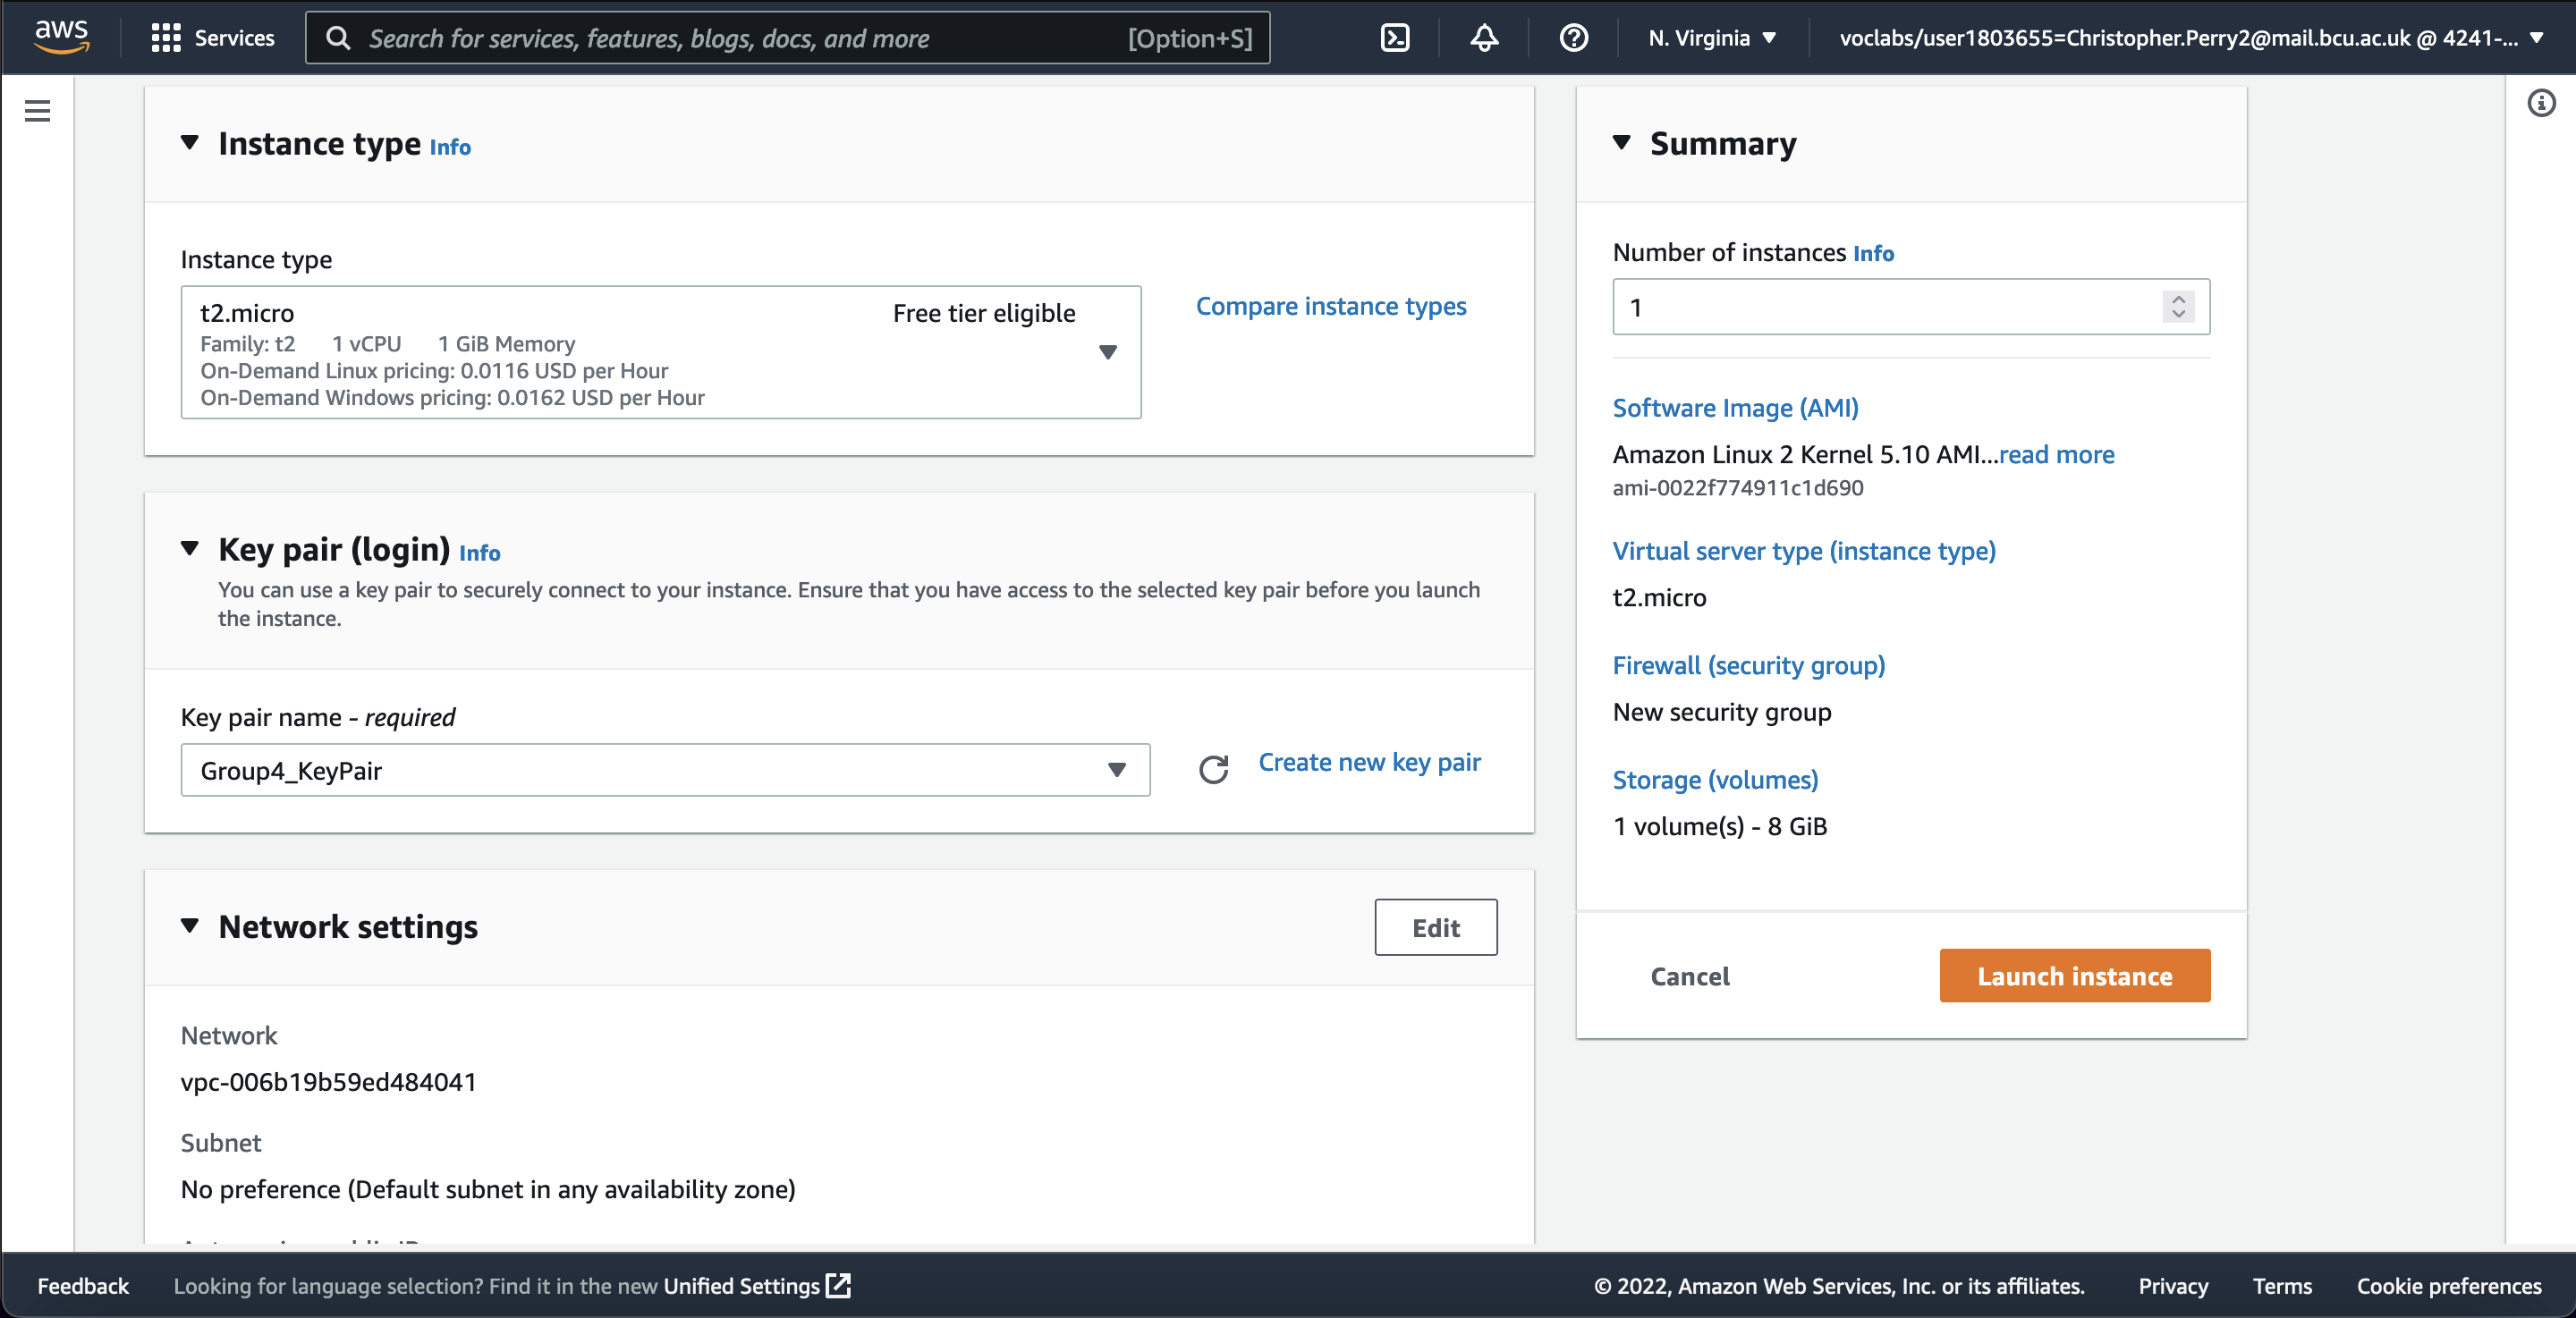 aws
Services
Search for services, features, blogs, docs, and more
[Option+S]
N. Virginia
voclabs/user1803655=Christopher.Perry2@mail.bcu.ac.uk @ 4241-...
Instance type Info
Instance type
t2.micro
Free tier eligible
Family: t2 1 vCPU 1 GiB Memory
On-Demand Linux pricing: 0.0116 USD per Hour
On-Demand Windows pricing: 0.0162 USD per Hour
Compare instance types
Key pair (login) Info
You can use a key pair to securely connect to your instance. Ensure that you have access to the selected key pair before you launch
the instance.
Key pair name - required
Group4_KeyPair
Create new key pair
Network settings
Edit
Network
vpc-006b19b59ed484041
Subnet
No preference (Default subnet in any availability zone)
Summary
Number of instances Info
1
Software Image (AMI)
Amazon Linux 2 Kernel 5.10 AMI...read more
ami-0022f774911c1d690
Virtual server type (instance type)
t2.micro
Firewall (security group)
New security group
Storage (volumes)
1 volume(s) - 8 GiB
Cancel
Launch instance
Feedback
Looking for language selection? Find it in the new Unified Settings
© 2022, Amazon Web Services, Inc. or its affiliates.
Privacy
Terms
Cookie preferences